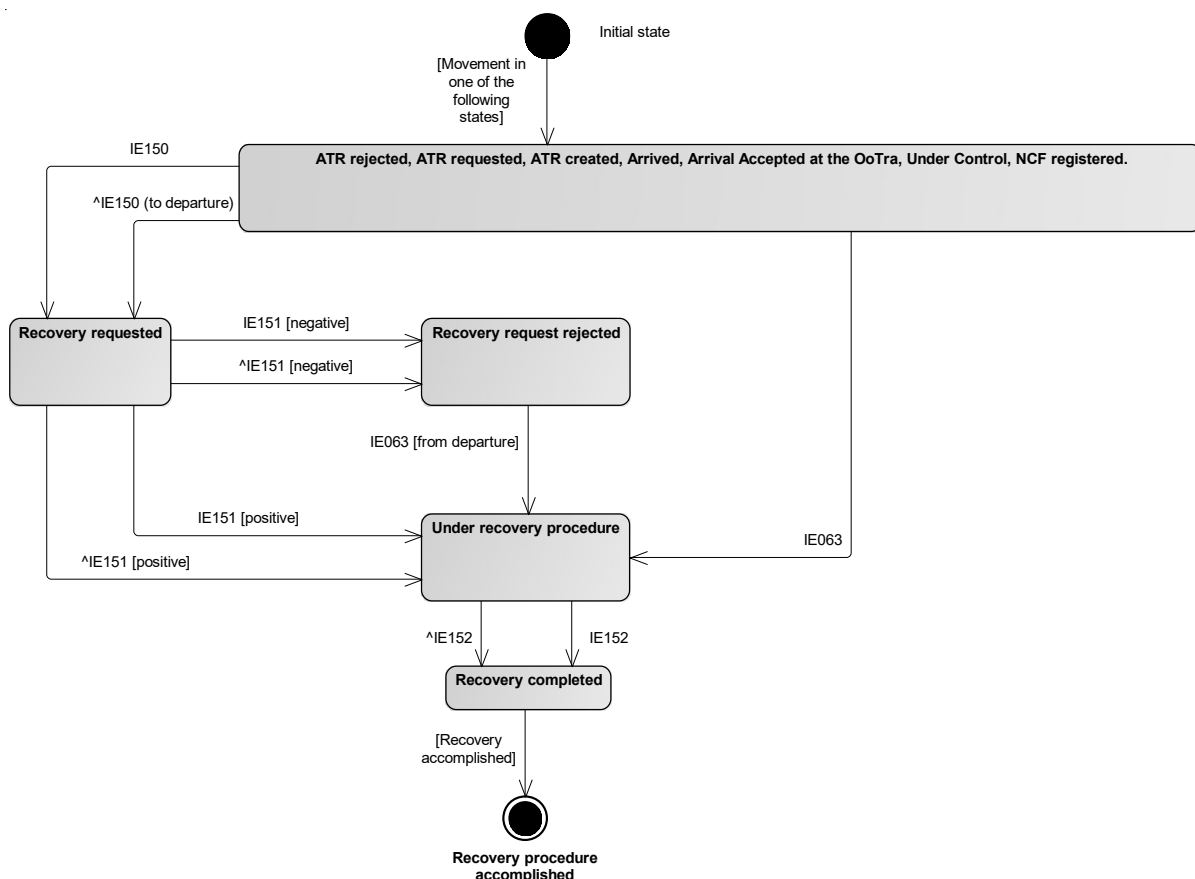 Initial state
[Movement in
one of the
following
states]
IE150
ATR rejected, ATR requested, ATR created, Arrived, Arrival Accepted at the OoTra, Under Control, NCF registered.
^IE150 (to departure)
Recovery requested
IE151 [negative]
Recovery request rejected
^IE151 [negative]
IE063 [from departure]
IE151 [positive]
Under recovery procedure
IE063
^IE151 [positive]
^IE152
IE152
Recovery completed
[Recovery
accomplished]
Recovery procedure
accomplished